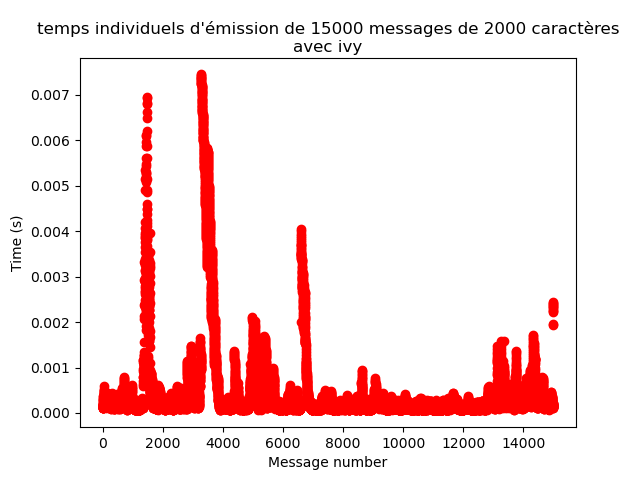 temps individuels d'émission de 15000 messages de 2000 caractères
avec ivy
0.007
0.006
0.005
0.004
0.003
0.002
0.001
0.000
Time (s)
0 2000 4000 6000 8000 10000 12000 14000
Message number